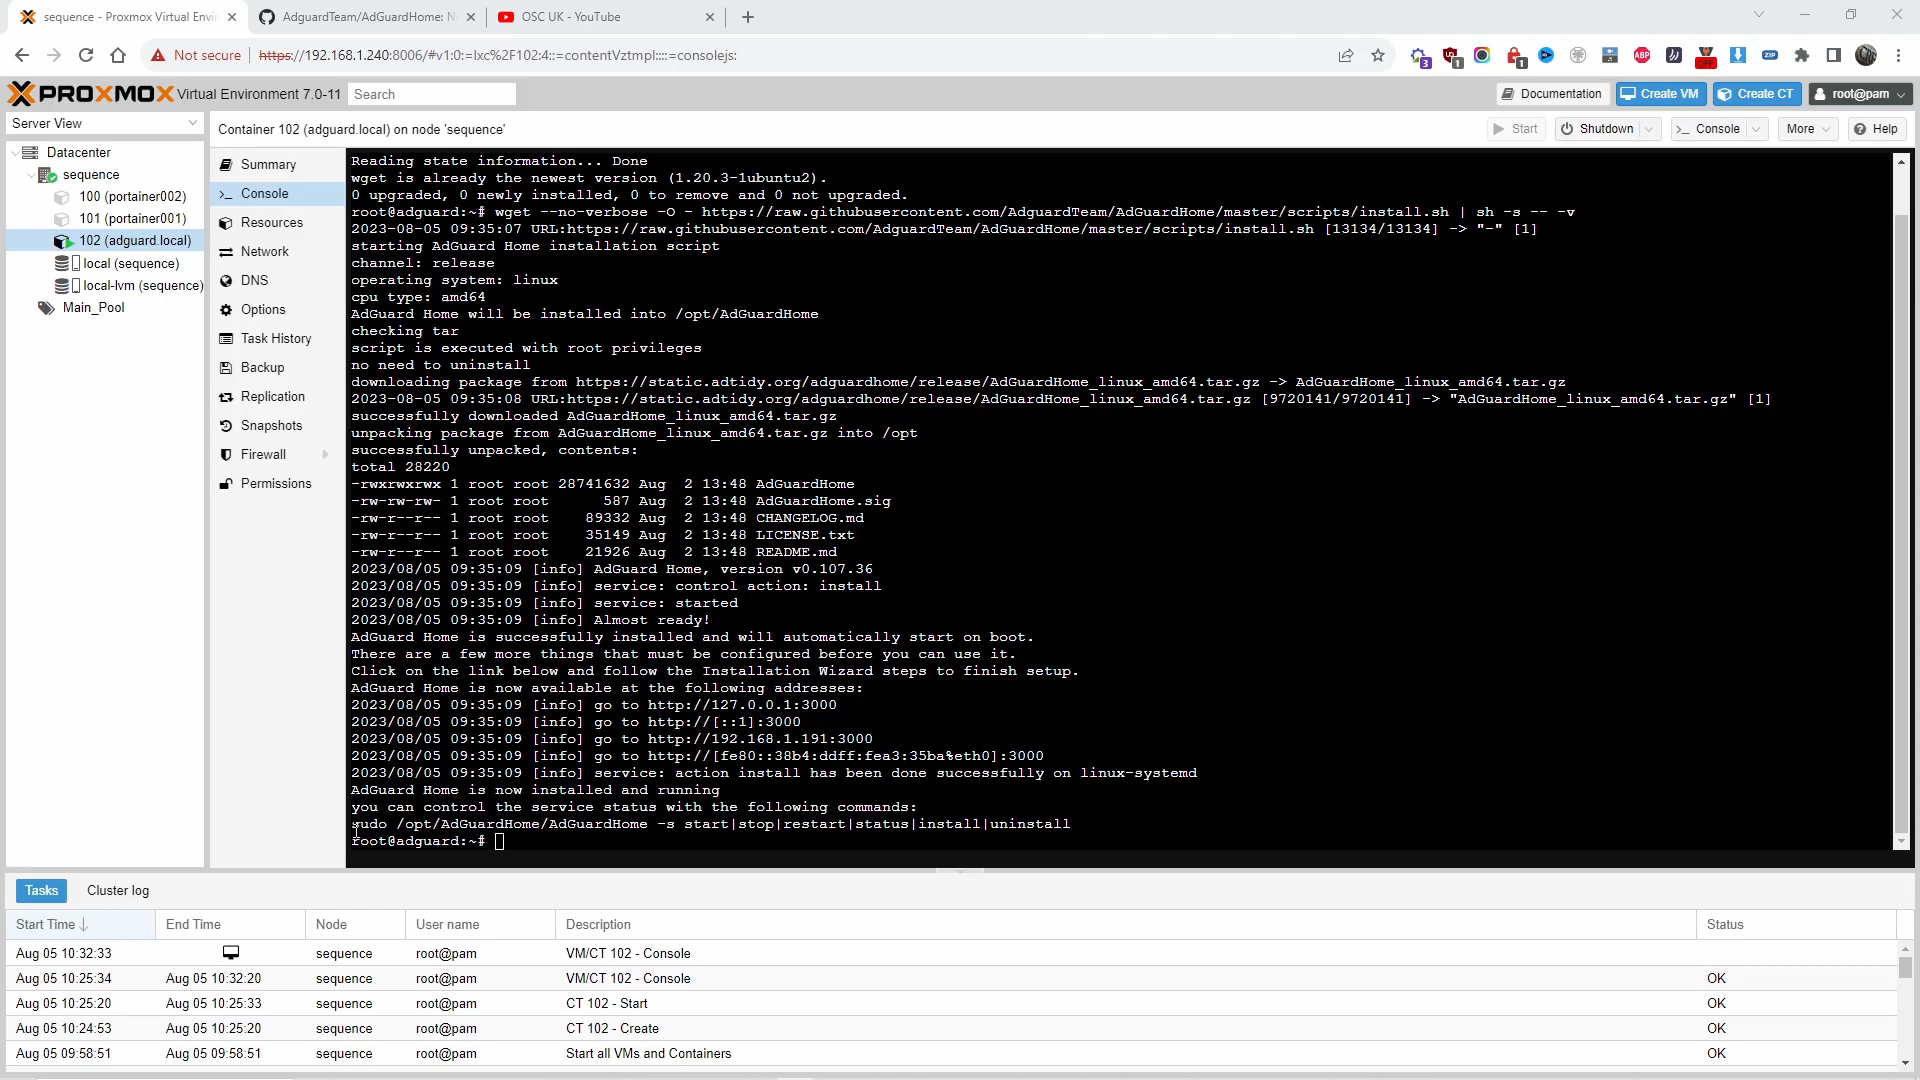 sequence - Proxmox Virtual Envir
AdguardTeam/AdGuardHome: N
OSC UK - YouTube
Not secure
https://192.168.1.240:8006/#v1:0:=lxc%2F102:4::=contentVztmpl::::=consolejs:
3
1
1
ABP
OFF
ZIP
PROXMOX Virtual Environment 7.0-11
Search
Documentation
Create VM
Create CT
root@pam
Server View
Container 102 (adguard.local) on node 'sequence'
Start
Shutdown
Console
More
Help
Datacenter
sequence
100 (portainer002)
101 (portainer001)
102 (adguard.local)
local (sequence)
local-lvm (sequence)
Main_Pool
Summary
Console
Resources
Network
DNS
Options
Task History
Backup
Replication
Snapshots
Firewall
Permissions
Reading state information... Done
wget is already the newest version (1.20.3-1ubuntu2).
0 upgraded, 0 newly installed, 0 to remove and 0 not upgraded.
root@adguard:~# wget --no-verbose -O - https://raw.githubusercontent.com/AdguardTeam/AdGuardHome/master/scripts/install.sh | sh -s -- -v
2023-08-05 09:35:07 URL:https://raw.githubusercontent.com/AdguardTeam/AdGuardHome/master/scripts/install.sh [13134/13134] -> "-" [1]
starting AdGuard Home installation script
channel: release
operating system: linux
cpu type: amd64
AdGuard Home will be installed into /opt/AdGuardHome
checking tar
script is executed with root privileges
no need to uninstall
downloading package from https://static.adtidy.org/adguardhome/release/AdGuardHome_linux_amd64.tar.gz -> AdGuardHome_linux_amd64.tar.gz
2023-08-05 09:35:08 URL:https://static.adtidy.org/adguardhome/release/AdGuardHome_linux_amd64.tar.gz [9720141/9720141] -> "AdGuardHome_linux_amd64.tar.gz" [1]
successfully downloaded AdGuardHome_linux_amd64.tar.gz
unpacking package from AdGuardHome_linux_amd64.tar.gz into /opt
successfully unpacked, contents:
total 28220
-rwxrwxrwx 1 root root 28741632 Aug  2 13:48 AdGuardHome
-rw-rw-rw- 1 root root      587 Aug  2 13:48 AdGuardHome.sig
-rw-r--r-- 1 root root    89332 Aug  2 13:48 CHANGELOG.md
-rw-r--r-- 1 root root    35149 Aug  2 13:48 LICENSE.txt
-rw-r--r-- 1 root root    21926 Aug  2 13:48 README.md
2023/08/05 09:35:09 [info] AdGuard Home, version v0.107.36
2023/08/05 09:35:09 [info] service: control action: install
2023/08/05 09:35:09 [info] service: started
2023/08/05 09:35:09 [info] Almost ready!
AdGuard Home is successfully installed and will automatically start on boot.
There are a few more things that must be configured before you can use it.
Click on the link below and follow the Installation Wizard steps to finish setup.
AdGuard Home is now available at the following addresses:
2023/08/05 09:35:09 [info] go to http://127.0.0.1:3000
2023/08/05 09:35:09 [info] go to http://[::1]:3000
2023/08/05 09:35:09 [info] go to http://192.168.1.191:3000
2023/08/05 09:35:09 [info] go to http://[fe80::38b4:ddff:fea3:35ba%eth0]:3000
2023/08/05 09:35:09 [info] service: action install has been done successfully on linux-systemd
AdGuard Home is now installed and running
you can control the service status with the following commands:
sudo /opt/AdGuardHome/AdGuardHome -s start|stop|restart|status|install|uninstall
root@adguard:~#
Tasks
Cluster log
Start Time
End Time
Node
User name
Description
Status
Aug 05 10:32:33
sequence
root@pam
VM/CT 102 - Console
Aug 05 10:25:34
Aug 05 10:32:20
sequence
root@pam
VM/CT 102 - Console
OK
Aug 05 10:25:20
Aug 05 10:25:33
sequence
root@pam
CT 102 - Start
OK
Aug 05 10:24:53
Aug 05 10:25:20
sequence
root@pam
CT 102 - Create
OK
Aug 05 09:58:51
Aug 05 09:58:51
sequence
root@pam
Start all VMs and Containers
OK